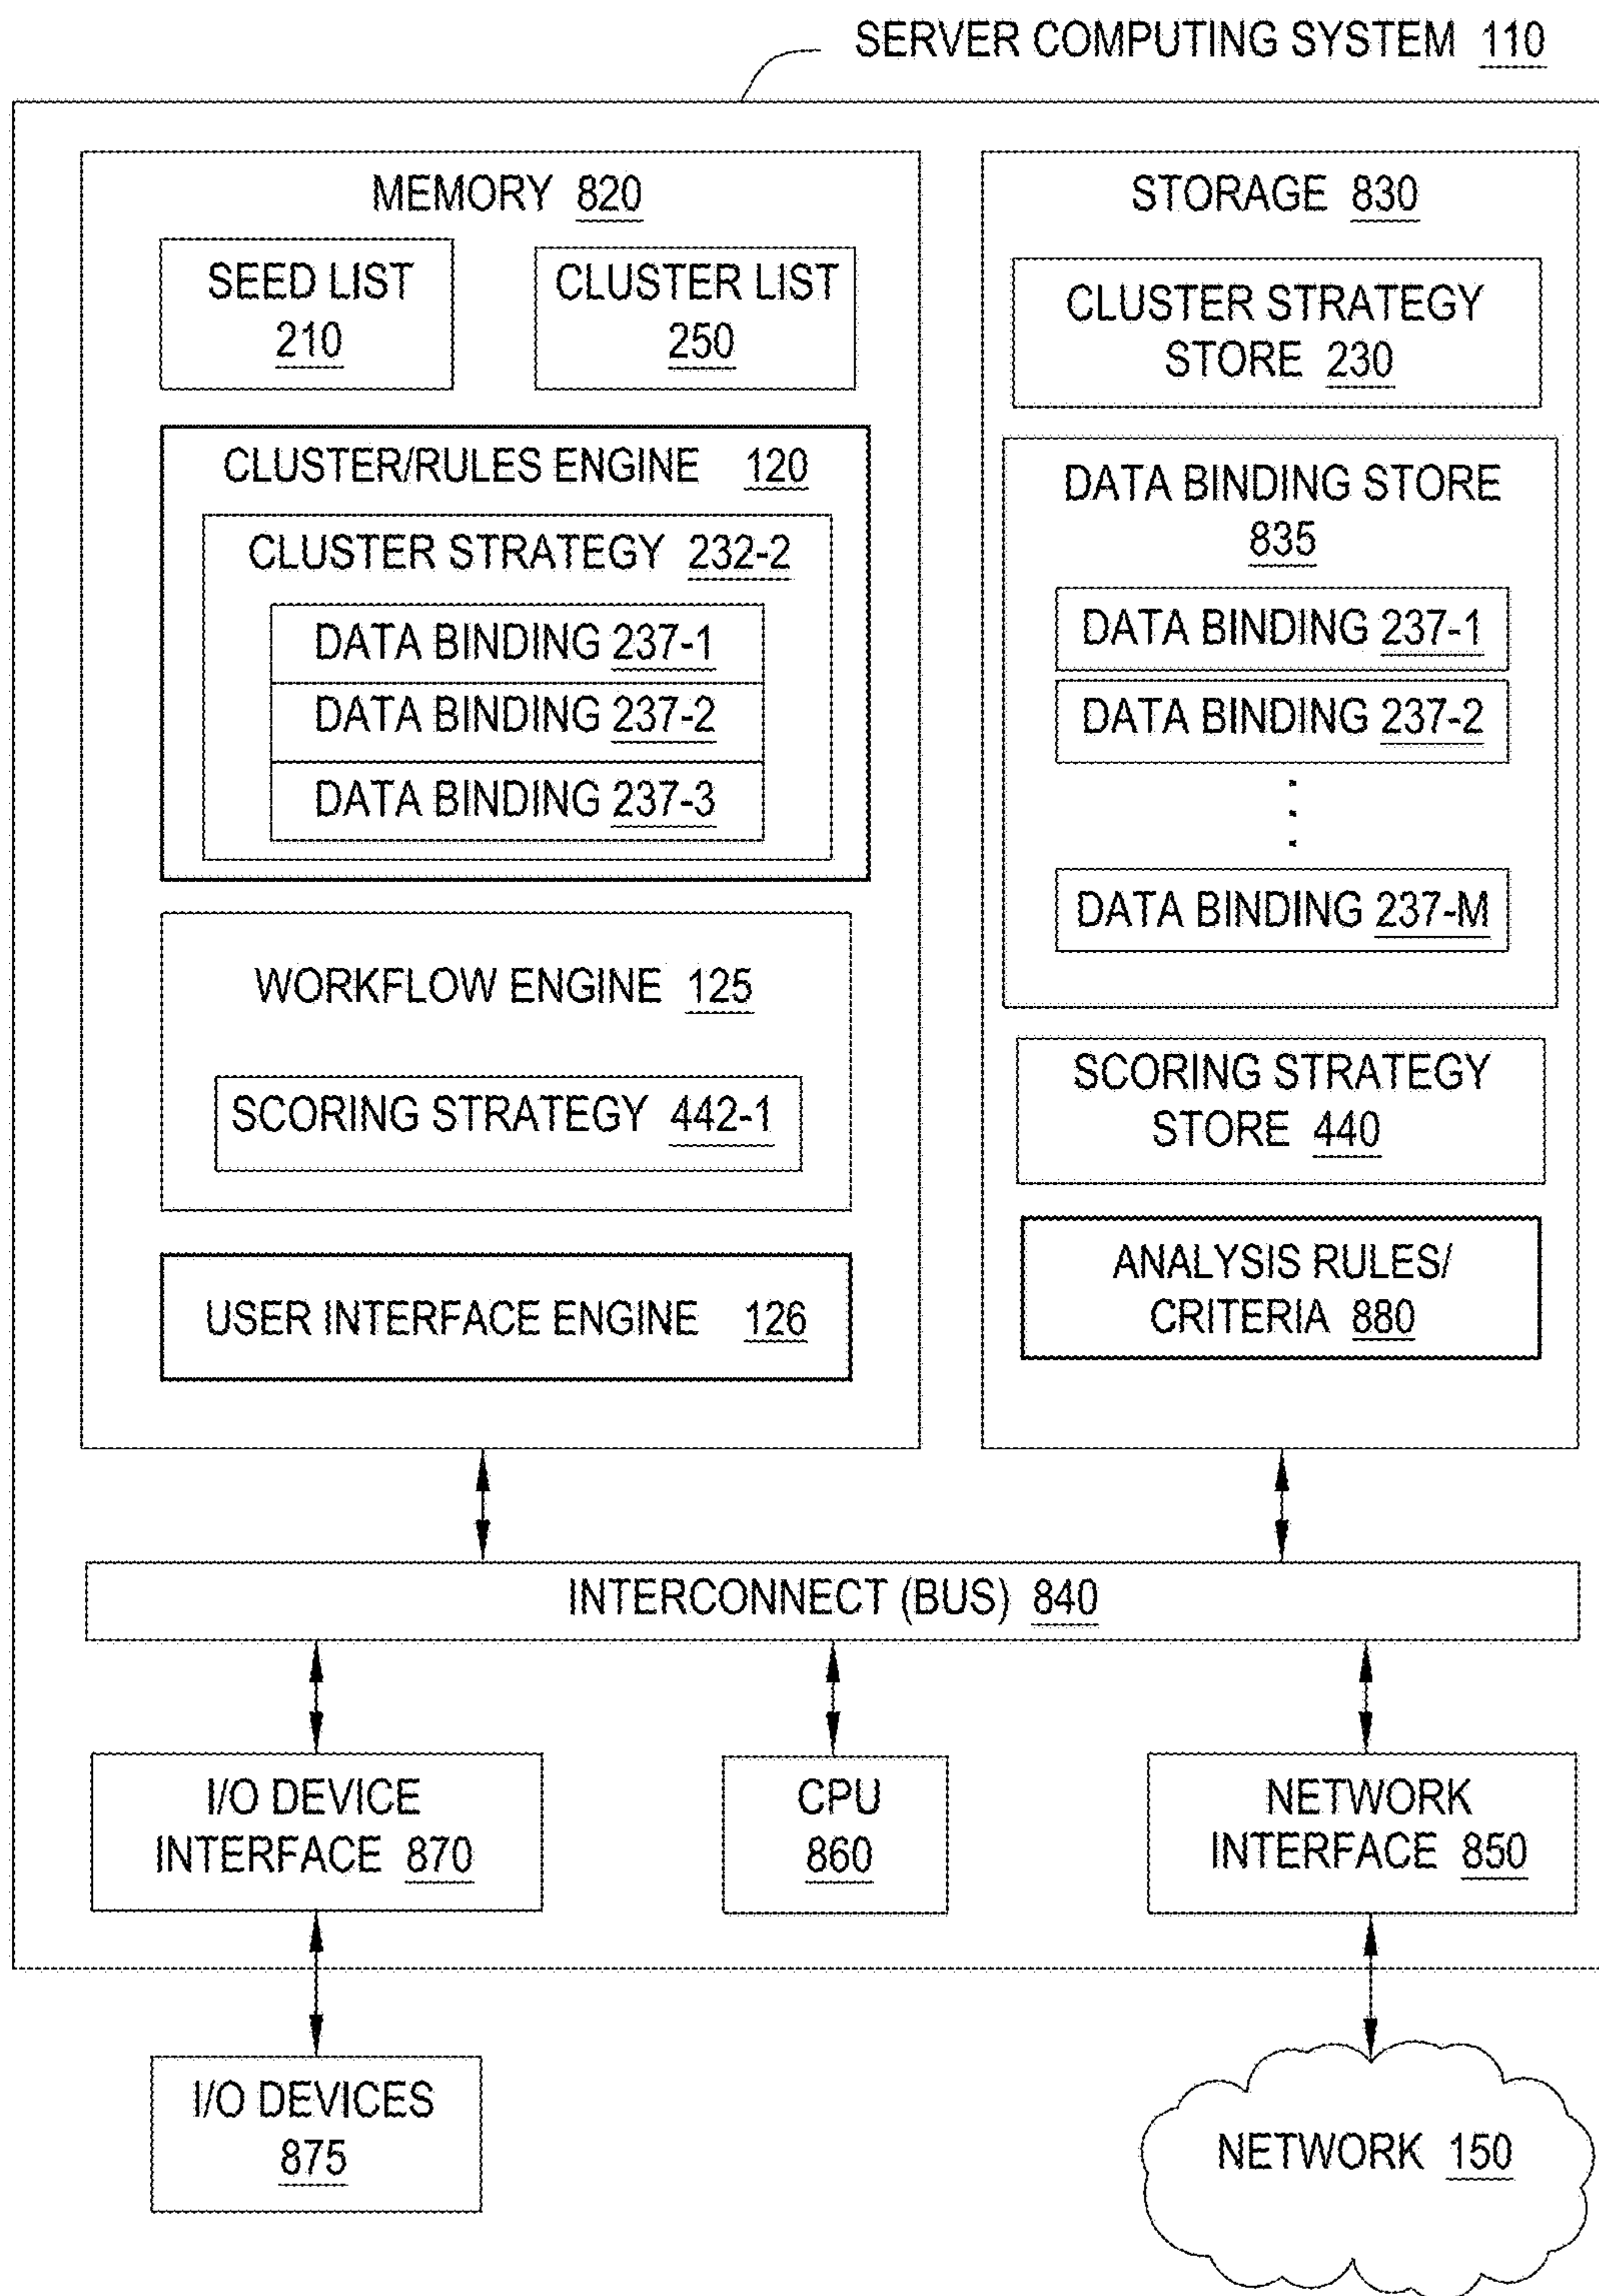 SERVER COMPUTING SYSTEM 110
MEMORY 820
SEED LIST
210
CLUSTER LIST
250
CLUSTER/RULES ENGINE 120
CLUSTER STRATEGY 232-2
DATA BINDING 237-1
DATA BINDING 237-2
DATA BINDING 237-3
WORKFLOW ENGINE 125
SCORING STRATEGY 442-1
USER INTERFACE ENGINE 126
STORAGE 830
CLUSTER STRATEGY
STORE 230
DATA BINDING STORE
835
DATA BINDING 237-1
DATA BINDING 237-2
DATA BINDING 237-M
SCORING STRATEGY
STORE 440
ANALYSIS RULES/
CRITERIA 880
INTERCONNECT (BUS) 840
I/O DEVICE
INTERFACE 870
CPU
860
NETWORK
INTERFACE 850
I/O DEVICES
875
NETWORK 150